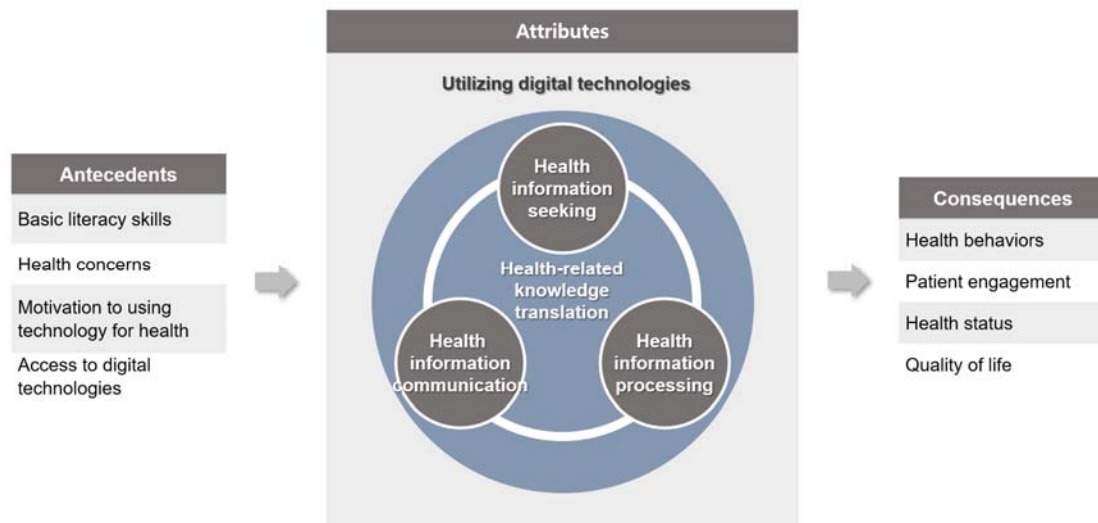 Antecedents
Basic literacy skills
Health concerns
Motivation to using
technology for health
Access to digital
technologies
Attributes
Utilizing digital technologies
Health
information
seeking
Health-related
knowledge
translation
Health
information
communication
Health
information
processing
Consequences
Health behaviors
Patient engagement
Health status
Quality of life